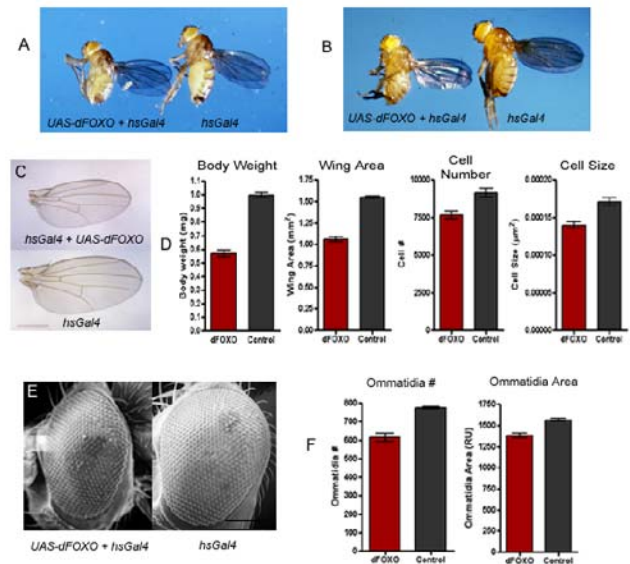 A
UAS-dFOXO + hsGal4
hsGal4
B
UAS-dFOXO + hsGal4
hsGal4
C
hsGal4 + UAS-dFOXO
hsGal4
D
Body Weight
Body weight (mg)
1.1
1.0
0.9
0.8
0.7
0.6
0.5
0.4
0.3
0.2
0.1
0.0
dFOXO
Control
Wing Area
Wing Area (mm²)
2.00
1.75
1.50
1.25
1.00
0.75
0.50
0.25
0.00
dFOXO
Control
Cell
Number
Cell #
10000
7500
5000
2500
0
dFOXO
Control
Cell Size
Cell Size (µm²)
0.00020
0.00015
0.00010
0.00005
0.00000
dFOXO
Control
E
UAS-dFOXO + hsGal4
hsGal4
F
Ommatidia #
Ommatidia #
900
800
700
600
500
400
300
200
100
0
dFOXO
Control
Ommatidia Area
Ommatidia Area (RU)
1750
1500
1250
1000
750
500
250
0
dFOXO
Control